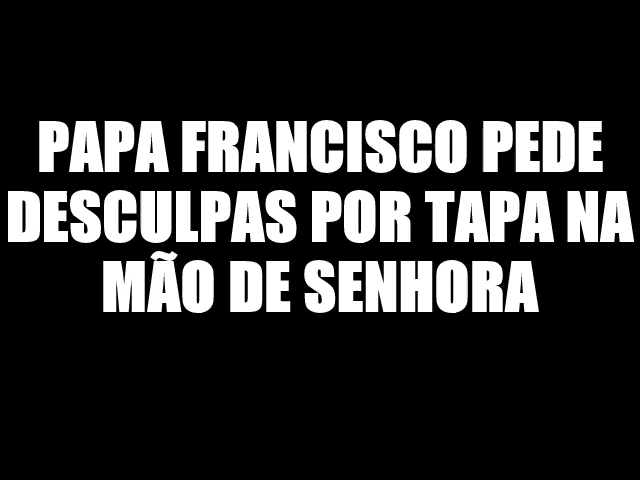 PAPA FRANCISCO PEDE
DESCULPAS POR TAPA NA
MÃO DE SENHORA